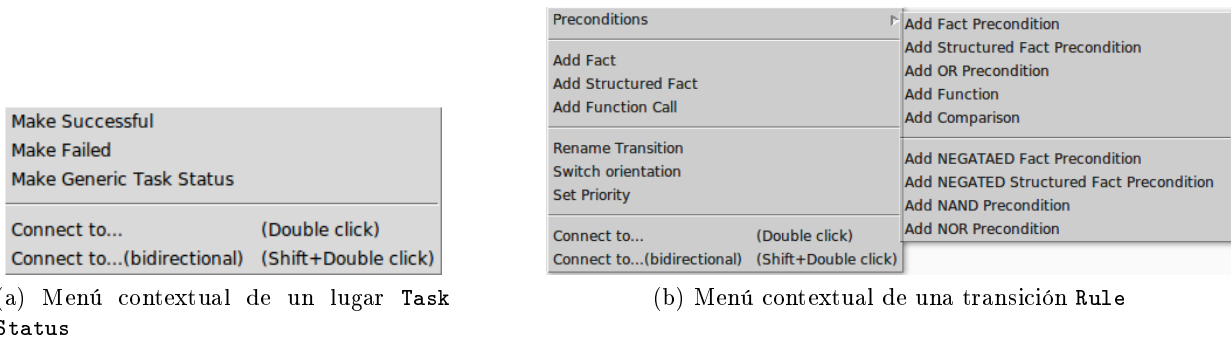 Make Successful
Make Failed
Make Generic Task Status
Connect to... (Double click)
Connect to...(bidirectional) (Shift+Double click)
(a) Menú contextual de un lugar Task
Status
Preconditions
Add Fact
Add Structured Fact
Add Function Call
Rename Transition
Switch orientation
Set Priority
Connect to... (Double click)
Connect to...(bidirectional) (Shift+Double click)
Add Fact Precondition
Add Structured Fact Precondition
Add OR Precondition
Add Function
Add Comparison
Add NEGATAED Fact Precondition
Add NEGATED Structured Fact Precondition
Add NAND Precondition
Add NOR Precondition
(b) Menú contextual de una transición Rule